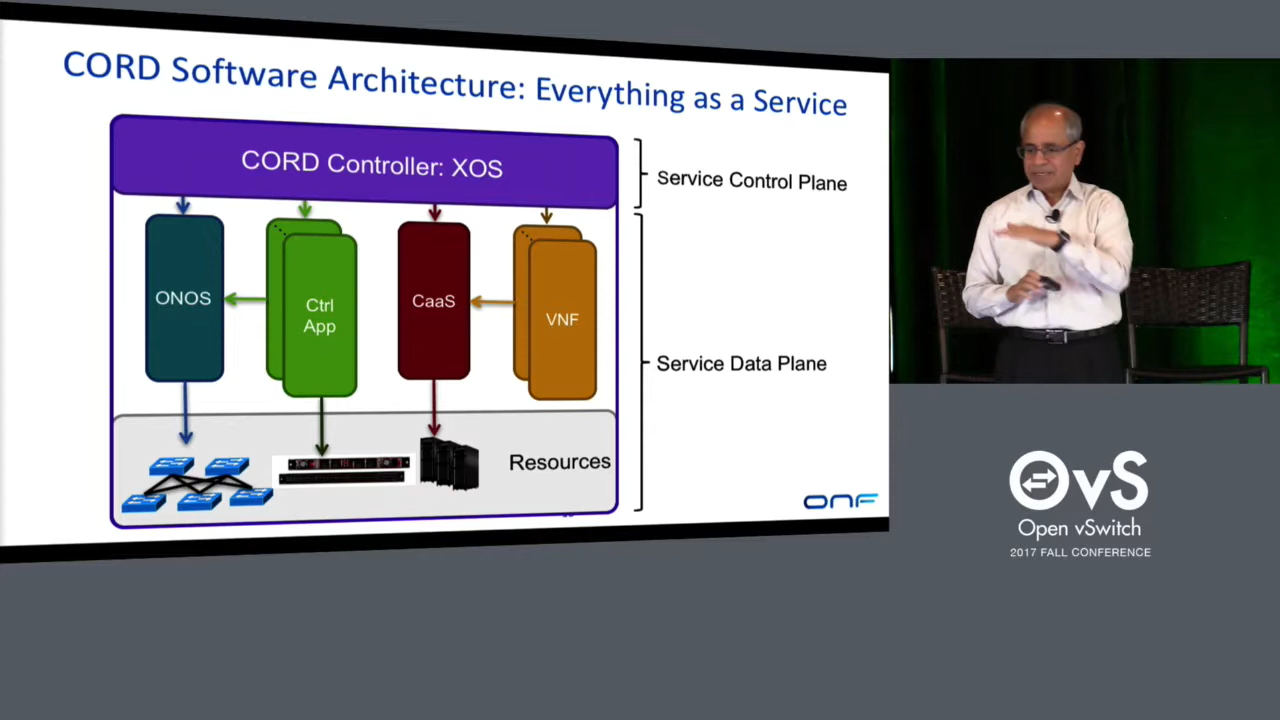 CORD Software Architecture: Everything as a Service
CORD Controller: XOS
Service Control Plane
ONOS
Ctrl
App
CaaS
VNF
Service Data Plane
Resources
ONF
OvS
Open vSwitch
2017 FALL CONFERENCE